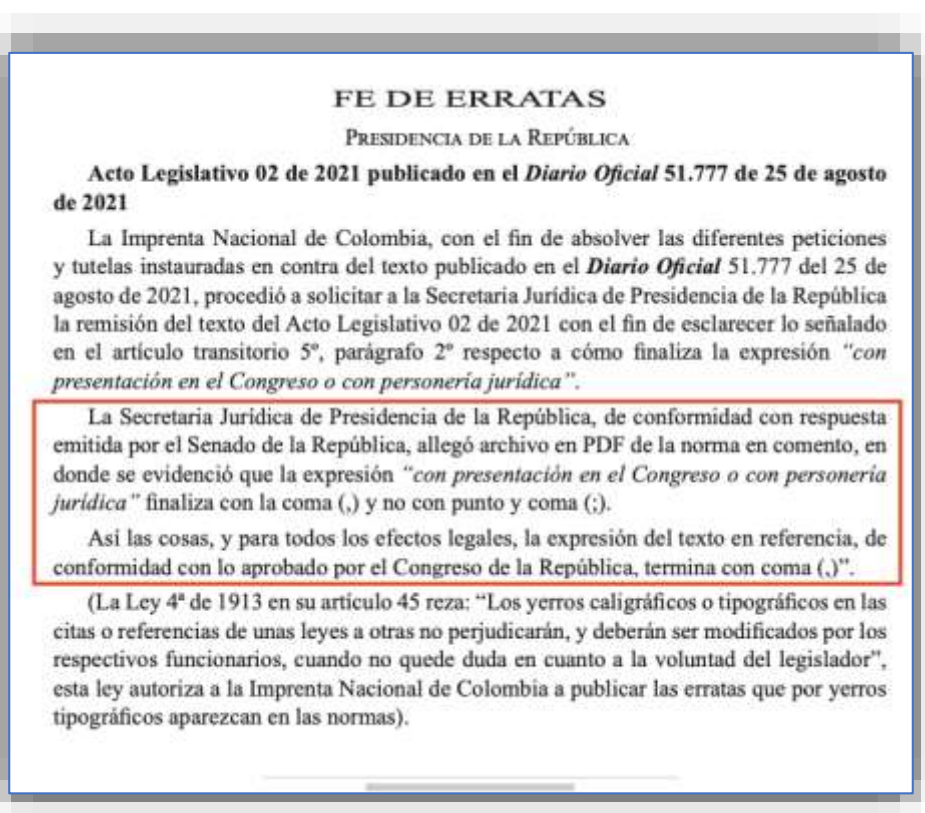 FE DE ERRATAS
PRESIDENCIA DE LA REPÚBLICA
Acto Legislativo 02 de 2021 publicado en el Diario Oficial 51.777 de 25 de agosto
de 2021
La Imprenta Nacional de Colombia, con el fin de absolver las diferentes peticiones
y tutelas instauradas en contra del texto publicado en el Diario Oficial 51.777 del 25 de
agosto de 2021, procedió a solicitar a la Secretaria Jurídica de Presidencia de la República
la remisión del texto del Acto Legislativo 02 de 2021 con el fin de esclarecer lo señalado
en el artículo transitorio 5º, parágrafo 2º respecto a cómo finaliza la expresión "con
presentación en el Congreso o con personería jurídica".
La Secretaria Jurídica de Presidencia de la República, de conformidad con respuesta
emitida por el Senado de la República, allegó archivo en PDF de la norma en comento, en
donde se evidenció que la expresión "con presentación en el Congreso o con personería
jurídica" finaliza con la coma (,) y no con punto y coma (;).
Así las cosas, y para todos los efectos legales, la expresión del texto en referencia, de
conformidad con lo aprobado por el Congreso de la República, termina con coma (,)”.
(La Ley 4ª de 1913 en su artículo 45 reza: “Los yerros caligráficos o tipográficos en las
citas o referencias de unas leyes a otras no perjudicarán, y deberán ser modificados por los
respectivos funcionarios, cuando no quede duda en cuanto a la voluntad del legislador”,
esta ley autoriza a la Imprenta Nacional de Colombia a publicar las erratas que por yerros
tipográficos aparezcan en las normas).